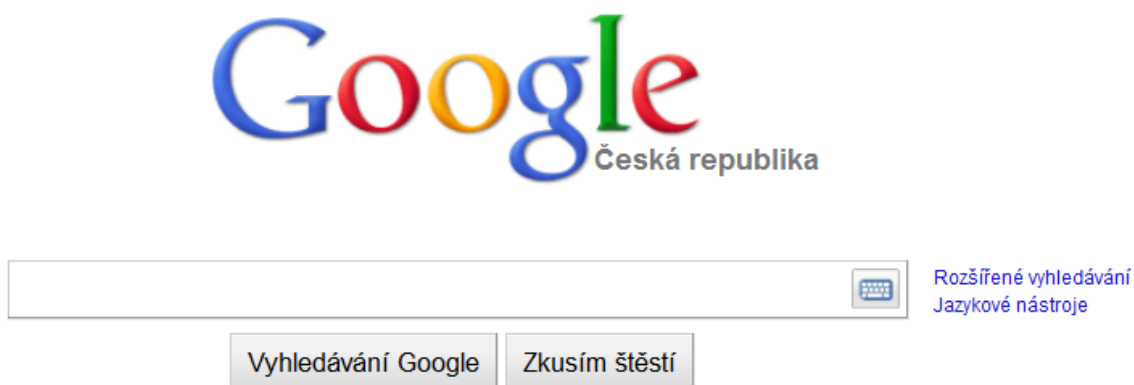 Google
Česká republika
Rozšířené vyhledávání
Jazykové nástroje
Vyhledávání Google
Zkusím štěstí